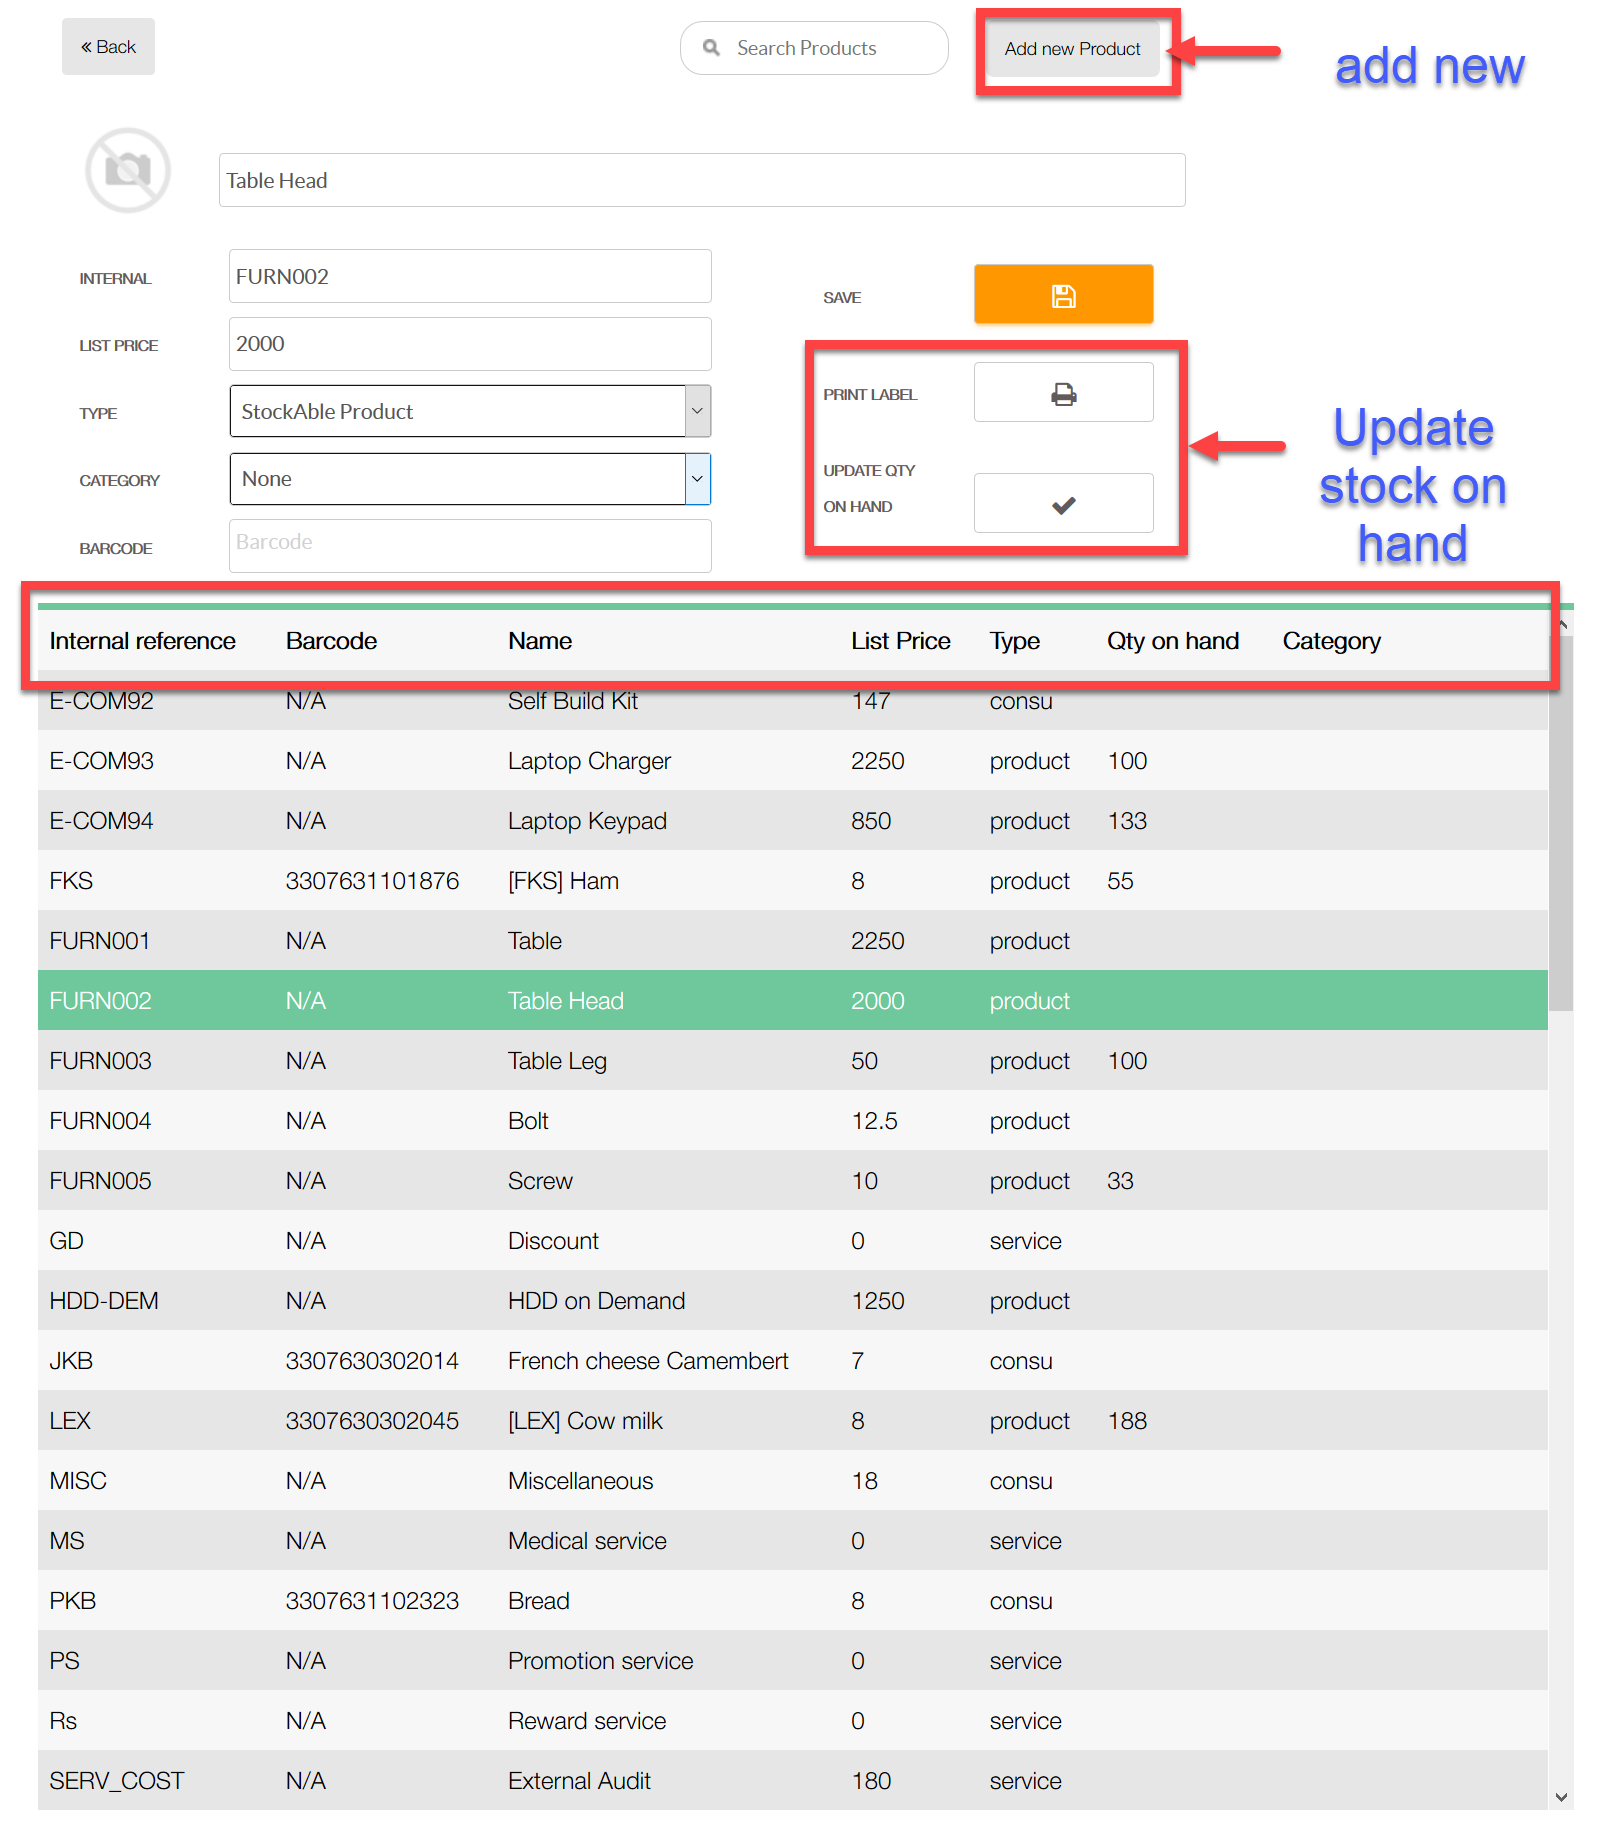 « Back
Search Products
Add new Product
add new
Table Head
INTERNAL
FURN002
SAVE
LIST PRICE
2000
PRINT LABEL
TYPE
StockAble Product
Update
stock on
hand
UPDATE QTY
ON HAND
CATEGORY
None
BARCODE
Barcode
Internal reference Barcode Name List Price Type Qty on hand Category
E-COM92 N/A Self Build Kit 147 consu
E-COM93 N/A Laptop Charger 2250 product 100
E-COM94 N/A Laptop Keypad 850 product 133
FKS 3307631101876 [FKS] Ham 8 product 55
FURN001 N/A Table 2250 product
FURN002 N/A Table Head 2000 product
FURN003 N/A Table Leg 50 product 100
FURN004 N/A Bolt 12.5 product
FURN005 N/A Screw 10 product 33
GD N/A Discount 0 service
HDD-DEM N/A HDD on Demand 1250 product
JKB 3307630302014 French cheese Camembert 7 consu
LEX 3307630302045 [LEX] Cow milk 8 product 188
MISC N/A Miscellaneous 18 consu
MS N/A Medical service 0 service
PKB 3307631102323 Bread 8 consu
PS N/A Promotion service 0 service
Rs N/A Reward service 0 service
SERV_COST N/A External Audit 180 service